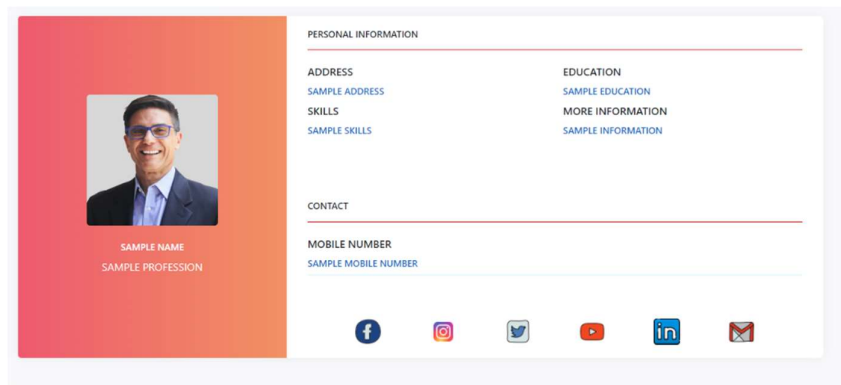 PERSONAL INFORMATION
ADDRESS
SAMPLE ADDRESS
SKILLS
SAMPLE SKILLS
EDUCATION
SAMPLE EDUCATION
MORE INFORMATION
SAMPLE INFORMATION
CONTACT
MOBILE NUMBER
SAMPLE MOBILE NUMBER
SAMPLE NAME
SAMPLE PROFESSION
f
in